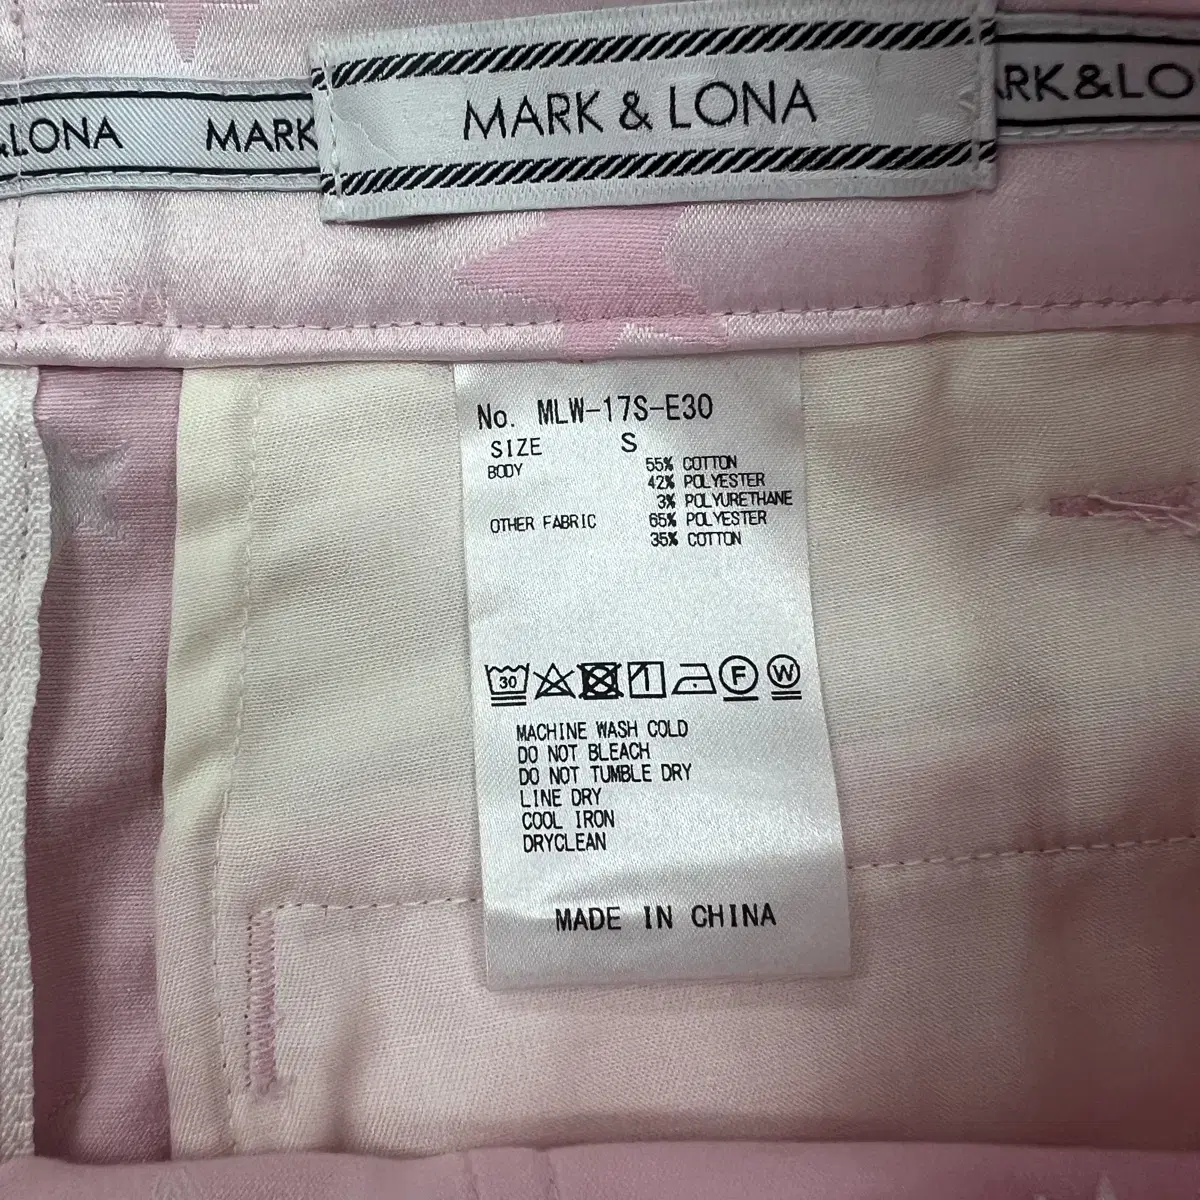 &LONA MARK
MARK & LONA
RK&LO
No. MLW-17S-E30
SIZE S
BODY 55% COTTON
42% POLYESTER
3% POLYURETHANE
OTHER FABRIC 65% POLYESTER
35% COTTON
30 F W
MACHINE WASH COLD
DO NOT BLEACH
DO NOT TUMBLE DRY
LINE DRY
COOL IRON
DRYCLEAN
MADE IN CHINA